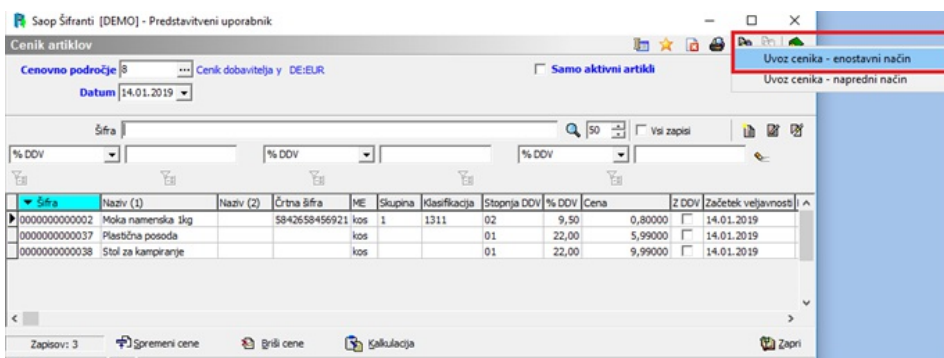 Saop Šifranti [DEMO] - Predstavitveni uporabnik
Cenik artiklov
Uvoz cenika - enostavni način
Uvoz cenika - napredni način
Cenovno področje 8 ... Cenik dobavitelja y DE:EUR
Samo aktivni artikli
Datum 14.01.2019
Šifra 50 Vsi zapisi
% DDV % DDV % DDV
Šifra Naziv (1) Naziv (2) Črtna šifra ME Skupina Klasifikacija Stopnja DDV % DDV Cena Z DDV Začetek veljavnosti
0000000000002 Moka namenska 1kg 5842658456921 kos 1 1311 02 9,50 0,80000 14.01.2019
0000000000037 Plastična posoda kos 01 22,00 5,99000 14.01.2019
0000000000038 Stol za kampiranje kos 01 22,00 9,99000 14.01.2019
Zapisov: 3 Spremeni cene Briši cene Kalkulacija Zapri